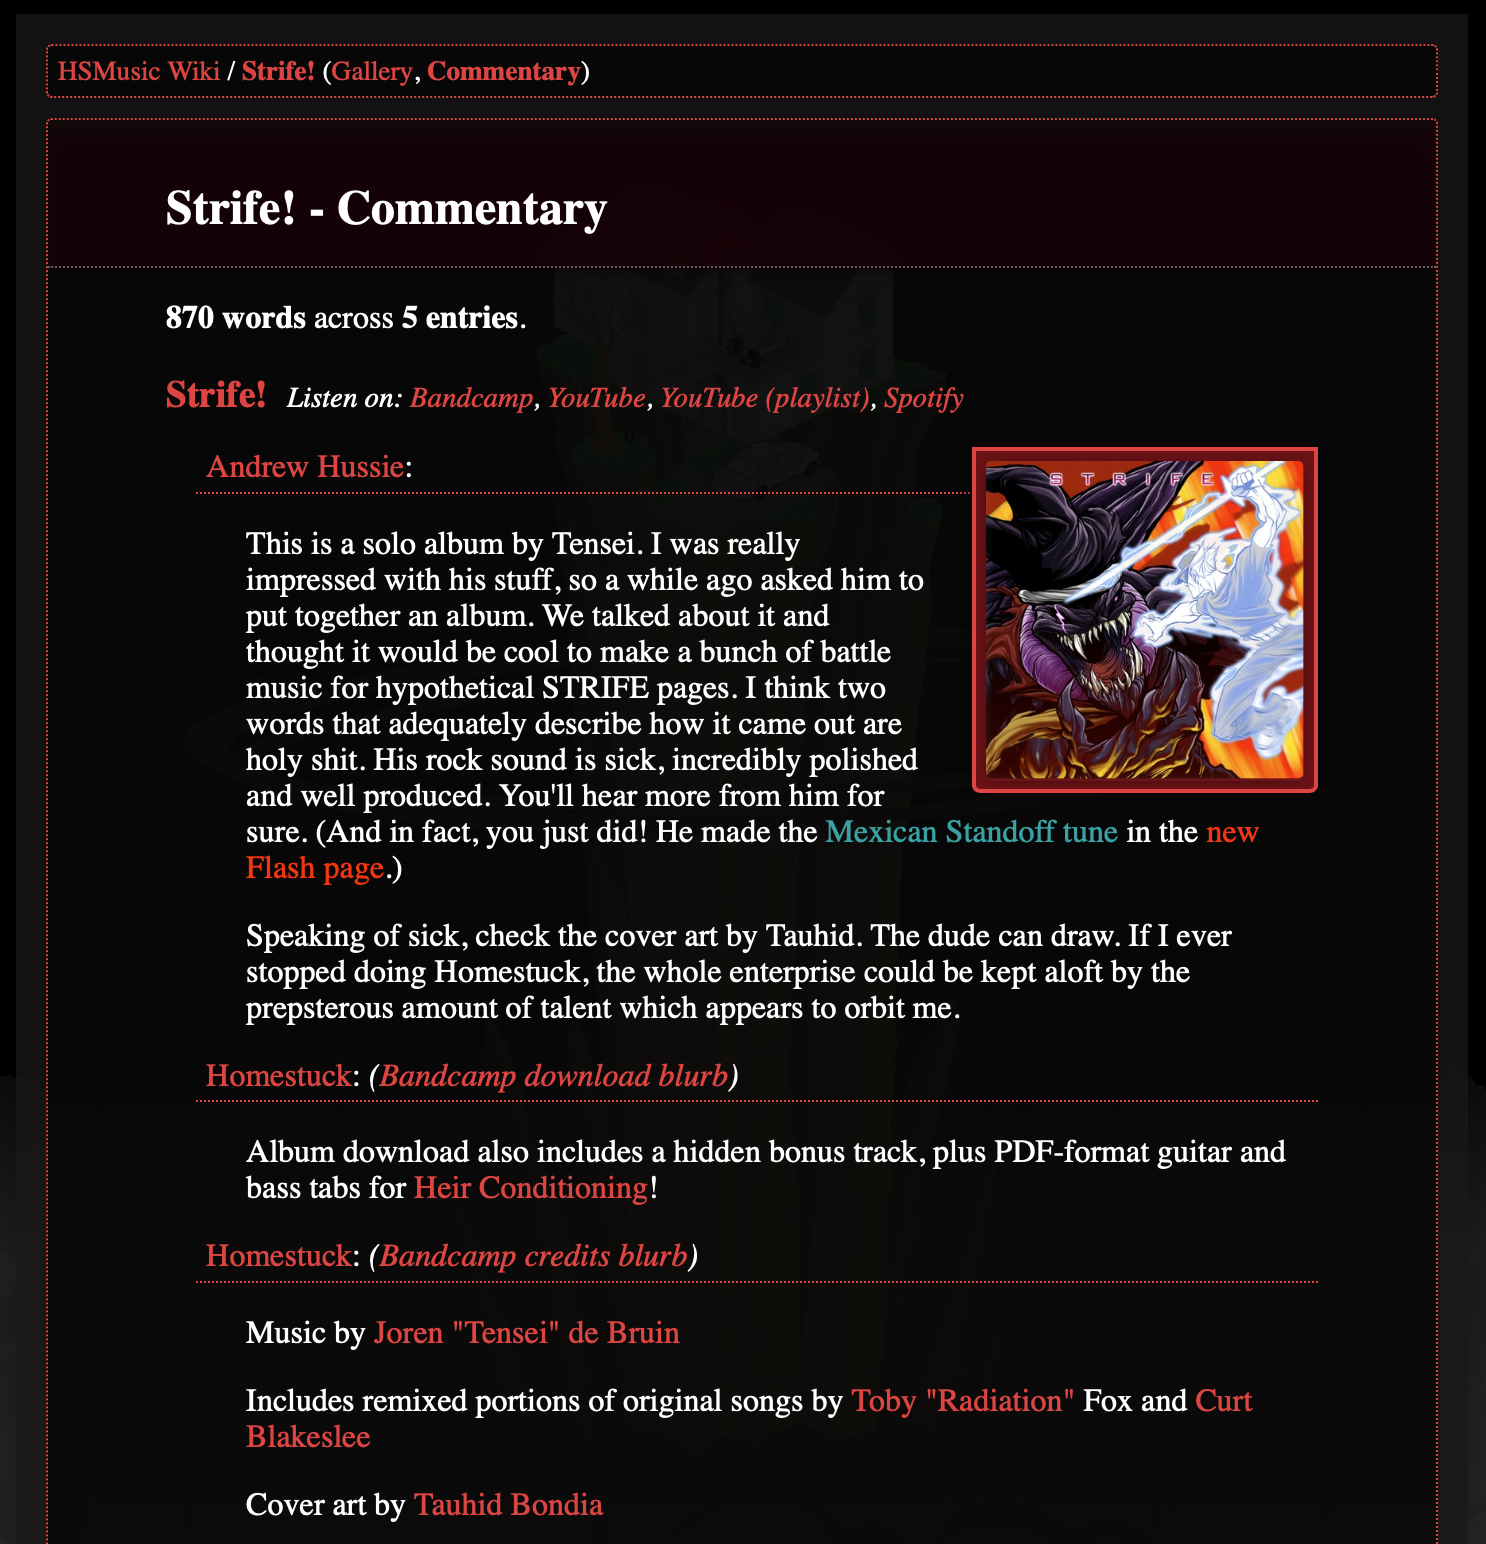 HSMusic Wiki / Strife! (Gallery, Commentary)
Strife! - Commentary
870 words across 5 entries.
Strife! Listen on: Bandcamp, YouTube, YouTube (playlist), Spotify
Andrew Hussie:
STRIFE
This is a solo album by Tensei. I was really
impressed with his stuff, so a while ago asked him to
put together an album. We talked about it and
thought it would be cool to make a bunch of battle
music for hypothetical STRIFE pages. I think two
words that adequately describe how it came out are
holy shit. His rock sound is sick, incredibly polished
and well produced. You'll hear more from him for
sure. (And in fact, you just did! He made the Mexican Standoff tune in the new
Flash page.)
Speaking of sick, check the cover art by Tauhid. The dude can draw. If I ever
stopped doing Homestuck, the whole enterprise could be kept aloft by the
prepsterous amount of talent which appears to orbit me.
Homestuck: (Bandcamp download blurb)
Album download also includes a hidden bonus track, plus PDF-format guitar and
bass tabs for Heir Conditioning!
Homestuck: (Bandcamp credits blurb)
Music by Joren "Tensei" de Bruin
Includes remixed portions of original songs by Toby "Radiation" Fox and Curt
Blakeslee
Cover art by Tauhid Bondia